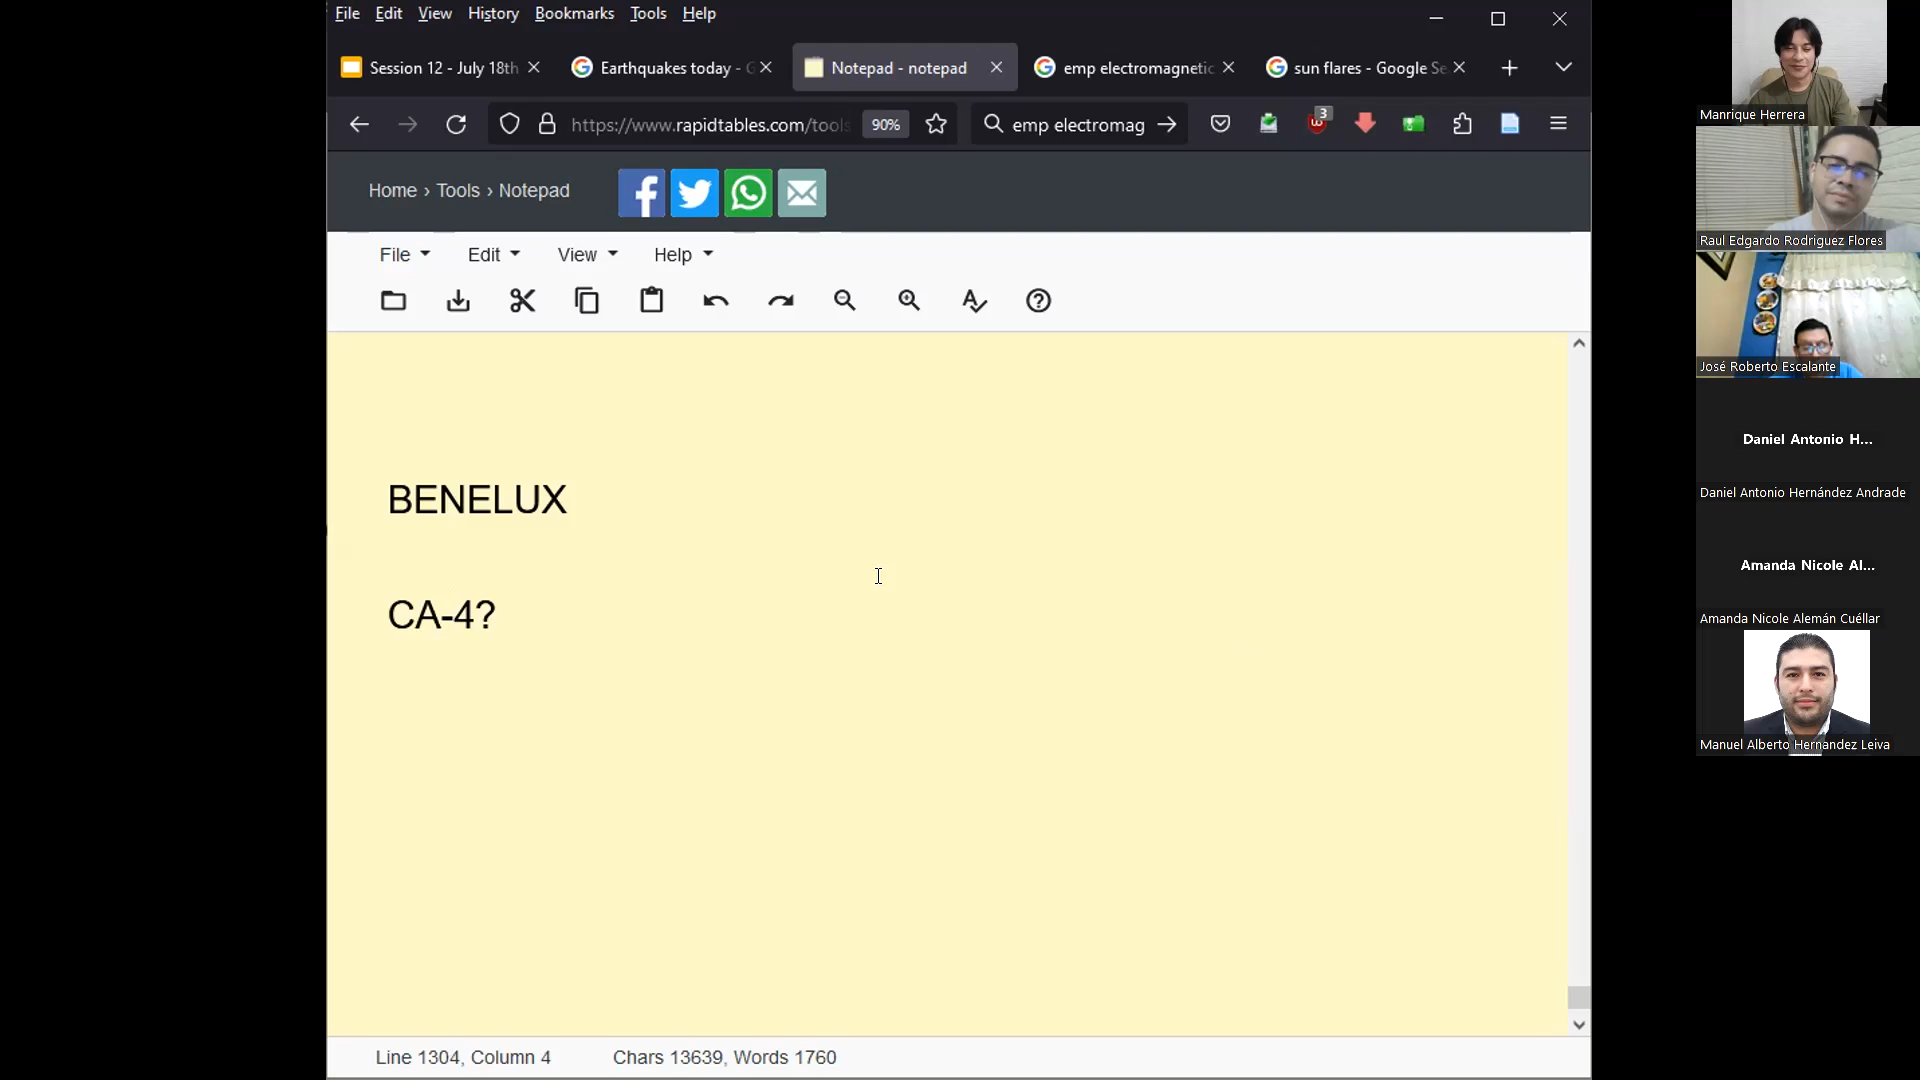 File Edit View History Bookmarks Tools Help
Session 12 - July 18th
Earthquakes today - G
Notepad - notepad
emp electromagnetic
sun flares - Google Se
https://www.rapidtables.com/tools
90%
emp electromag
3
Home › Tools › Notepad
File Edit View Help
BENELUX
CA-4?
Line 1304, Column 4
Chars 13639, Words 1760
Manrique Herrera
Raul Edgardo Rodriguez Flores
José Roberto Escalante
Daniel Antonio H...
Daniel Antonio Hernández Andrade
Amanda Nicole Al...
Amanda Nicole Alemán Cuéllar
Manuel Alberto Hernandez Leiva